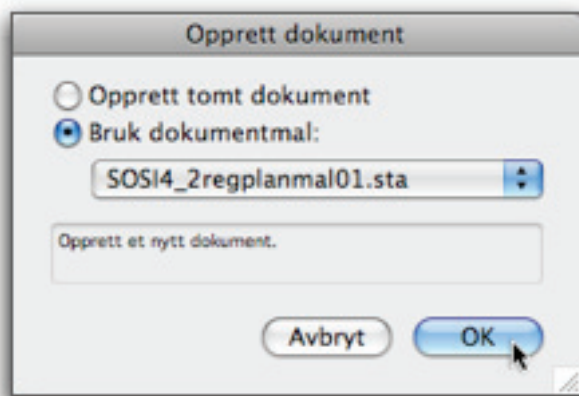 Opprett dokument
Opprett tomt dokument
Bruk dokumentmal:
SOSI4_2regplanmal01.sta
Opprett et nytt dokument.
Avbryt
OK